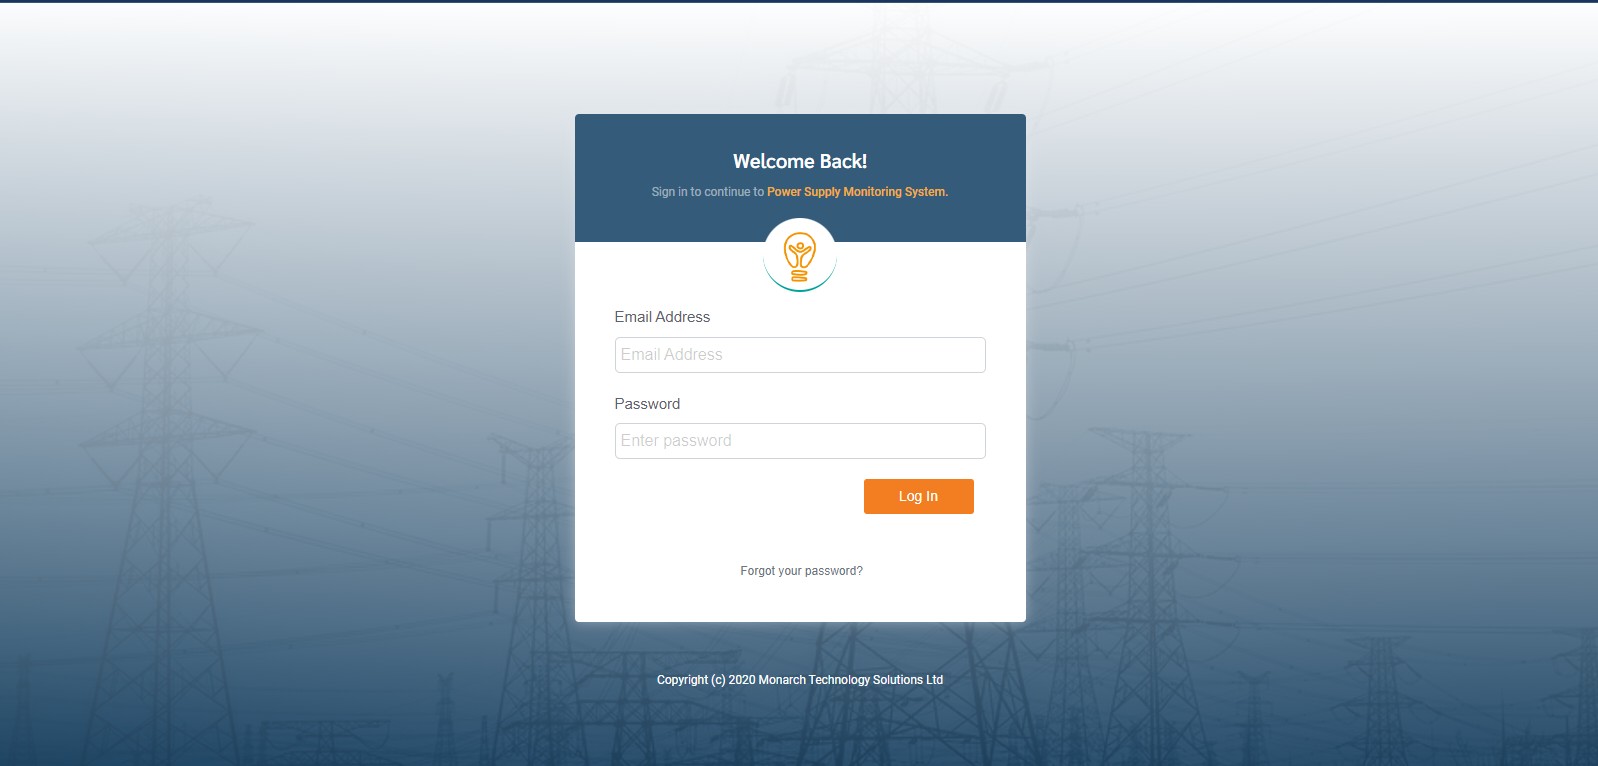 Welcome Back!
Sign in to continue to Power Supply Monitoring System.
Email Address
Email Address
Password
Enter password
Log In
Forgot your password?
Copyright (c) 2020 Monarch Technology Solutions Ltd